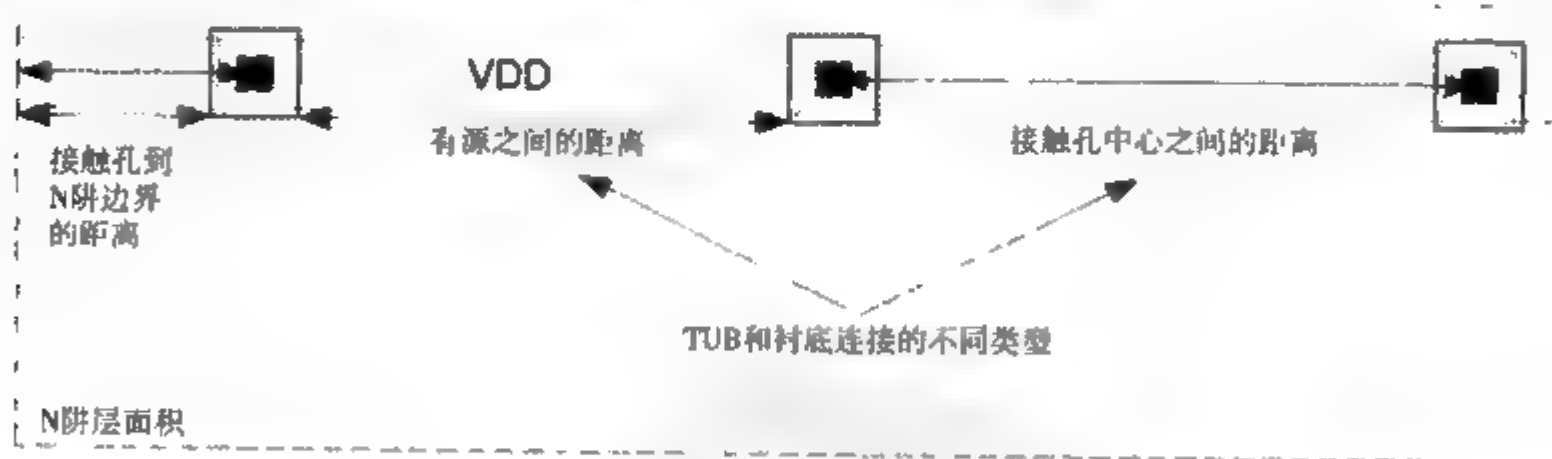 VDD
有源之间的距离
接触孔中心之间的距离
接触孔到
N阱边界
的距离
TUB和衬底连接的不同类型
N阱层面积